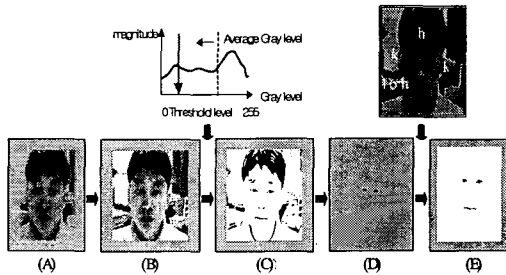 magnitude
Average Gray level
0 Threshold level 255
Gray level
h
k
k
(A)
(B)
(C)
(D)
(E)